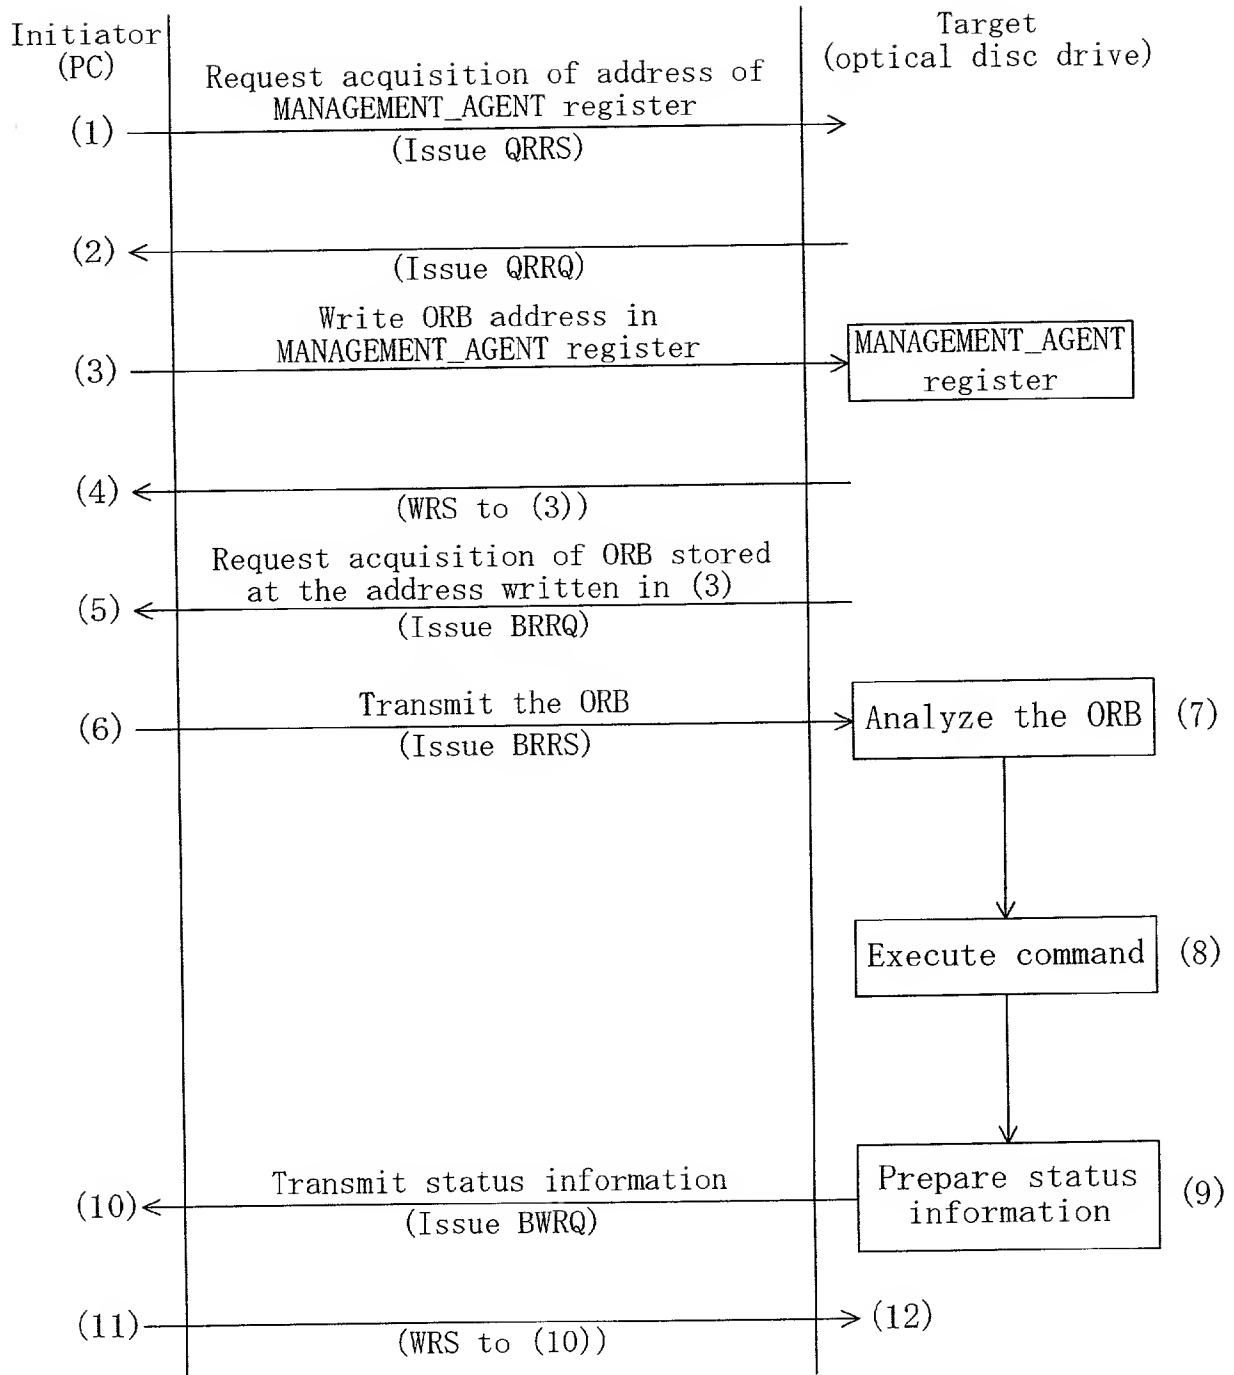 Initiator
(PC)
Target
(optical disc drive)
Request acquisition of address of
MANAGEMENT_AGENT register
(1)
(Issue QRRS)
(2)
(Issue QRRQ)
Write ORB address in
MANAGEMENT_AGENT register
(3)
MANAGEMENT_AGENT
register
(4)
(WRS to (3))
Request acquisition of ORB stored
at the address written in (3)
(5)
(Issue BRRQ)
Transmit the ORB
(6)
(Issue BRRS)
Analyze the ORB
(7)
Execute command
(8)
Transmit status information
(10)
(Issue BWRQ)
Prepare status
information
(9)
(11)
(WRS to (10))
(12)